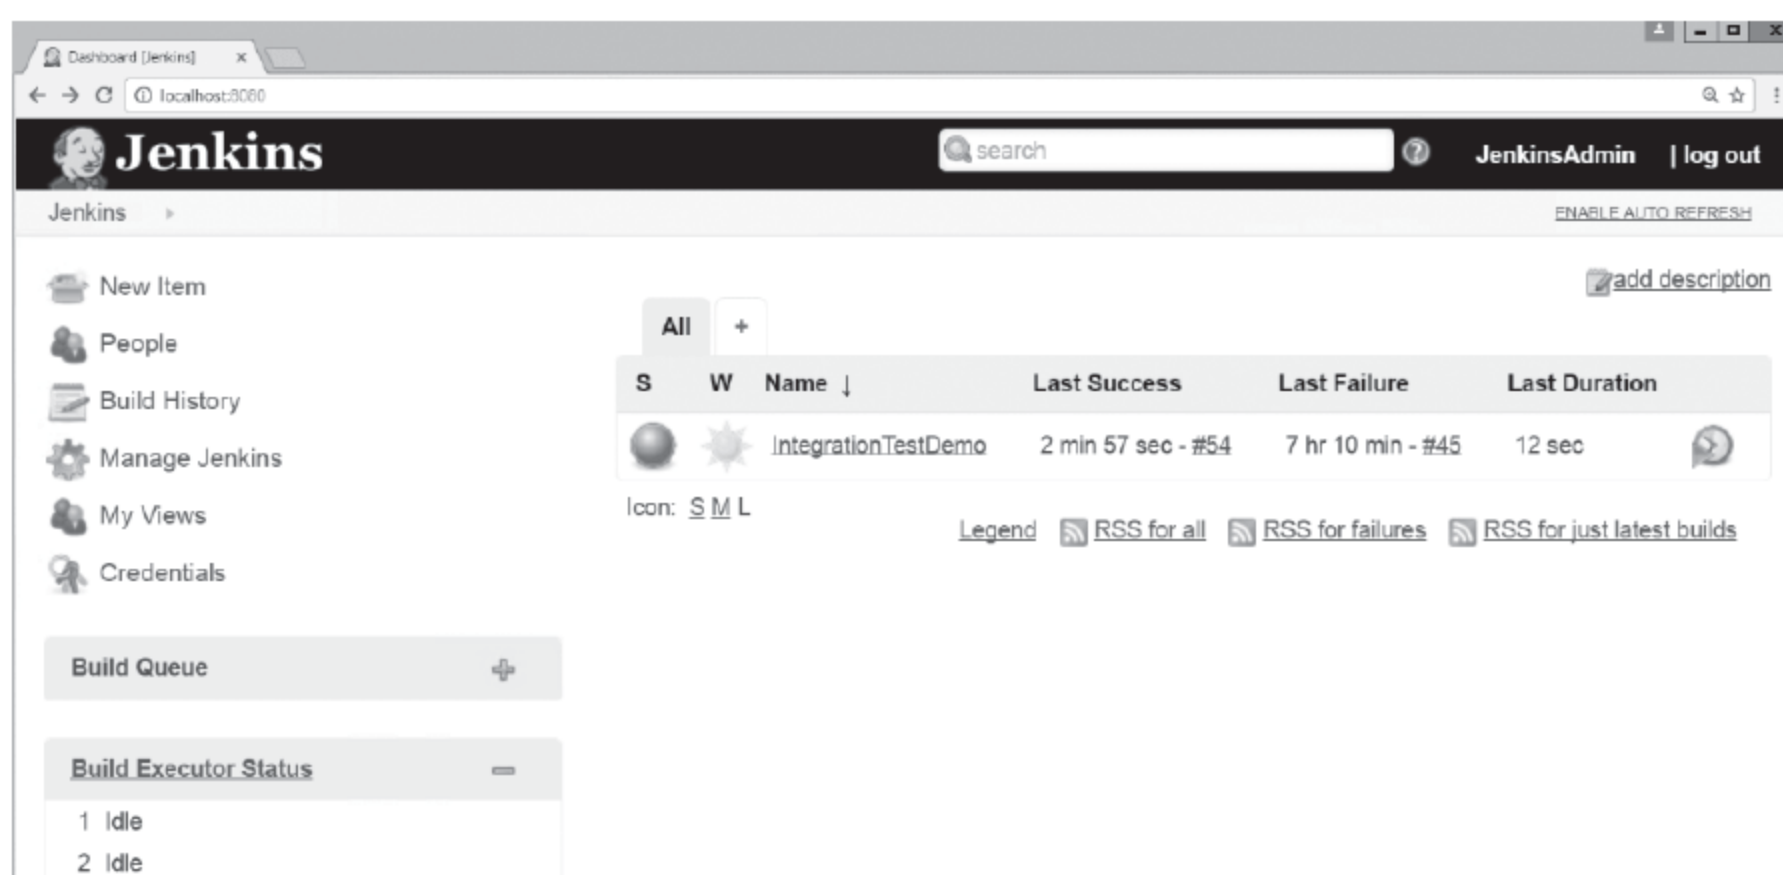 Dashboard [Jenkins]
localhost:8080
Jenkins
search
JenkinsAdmin | log out
Jenkins
ENABLE AUTO REFRESH
New Item
People
Build History
Manage Jenkins
My Views
Credentials
Build Queue
Build Executor Status
1 Idle
2 Idle
add description
All +
S W Name ↓ Last Success Last Failure Last Duration
IntegrationTestDemo 2 min 57 sec - #54 7 hr 10 min - #45 12 sec
Icon: S M L
Legend RSS for all RSS for failures RSS for just latest builds